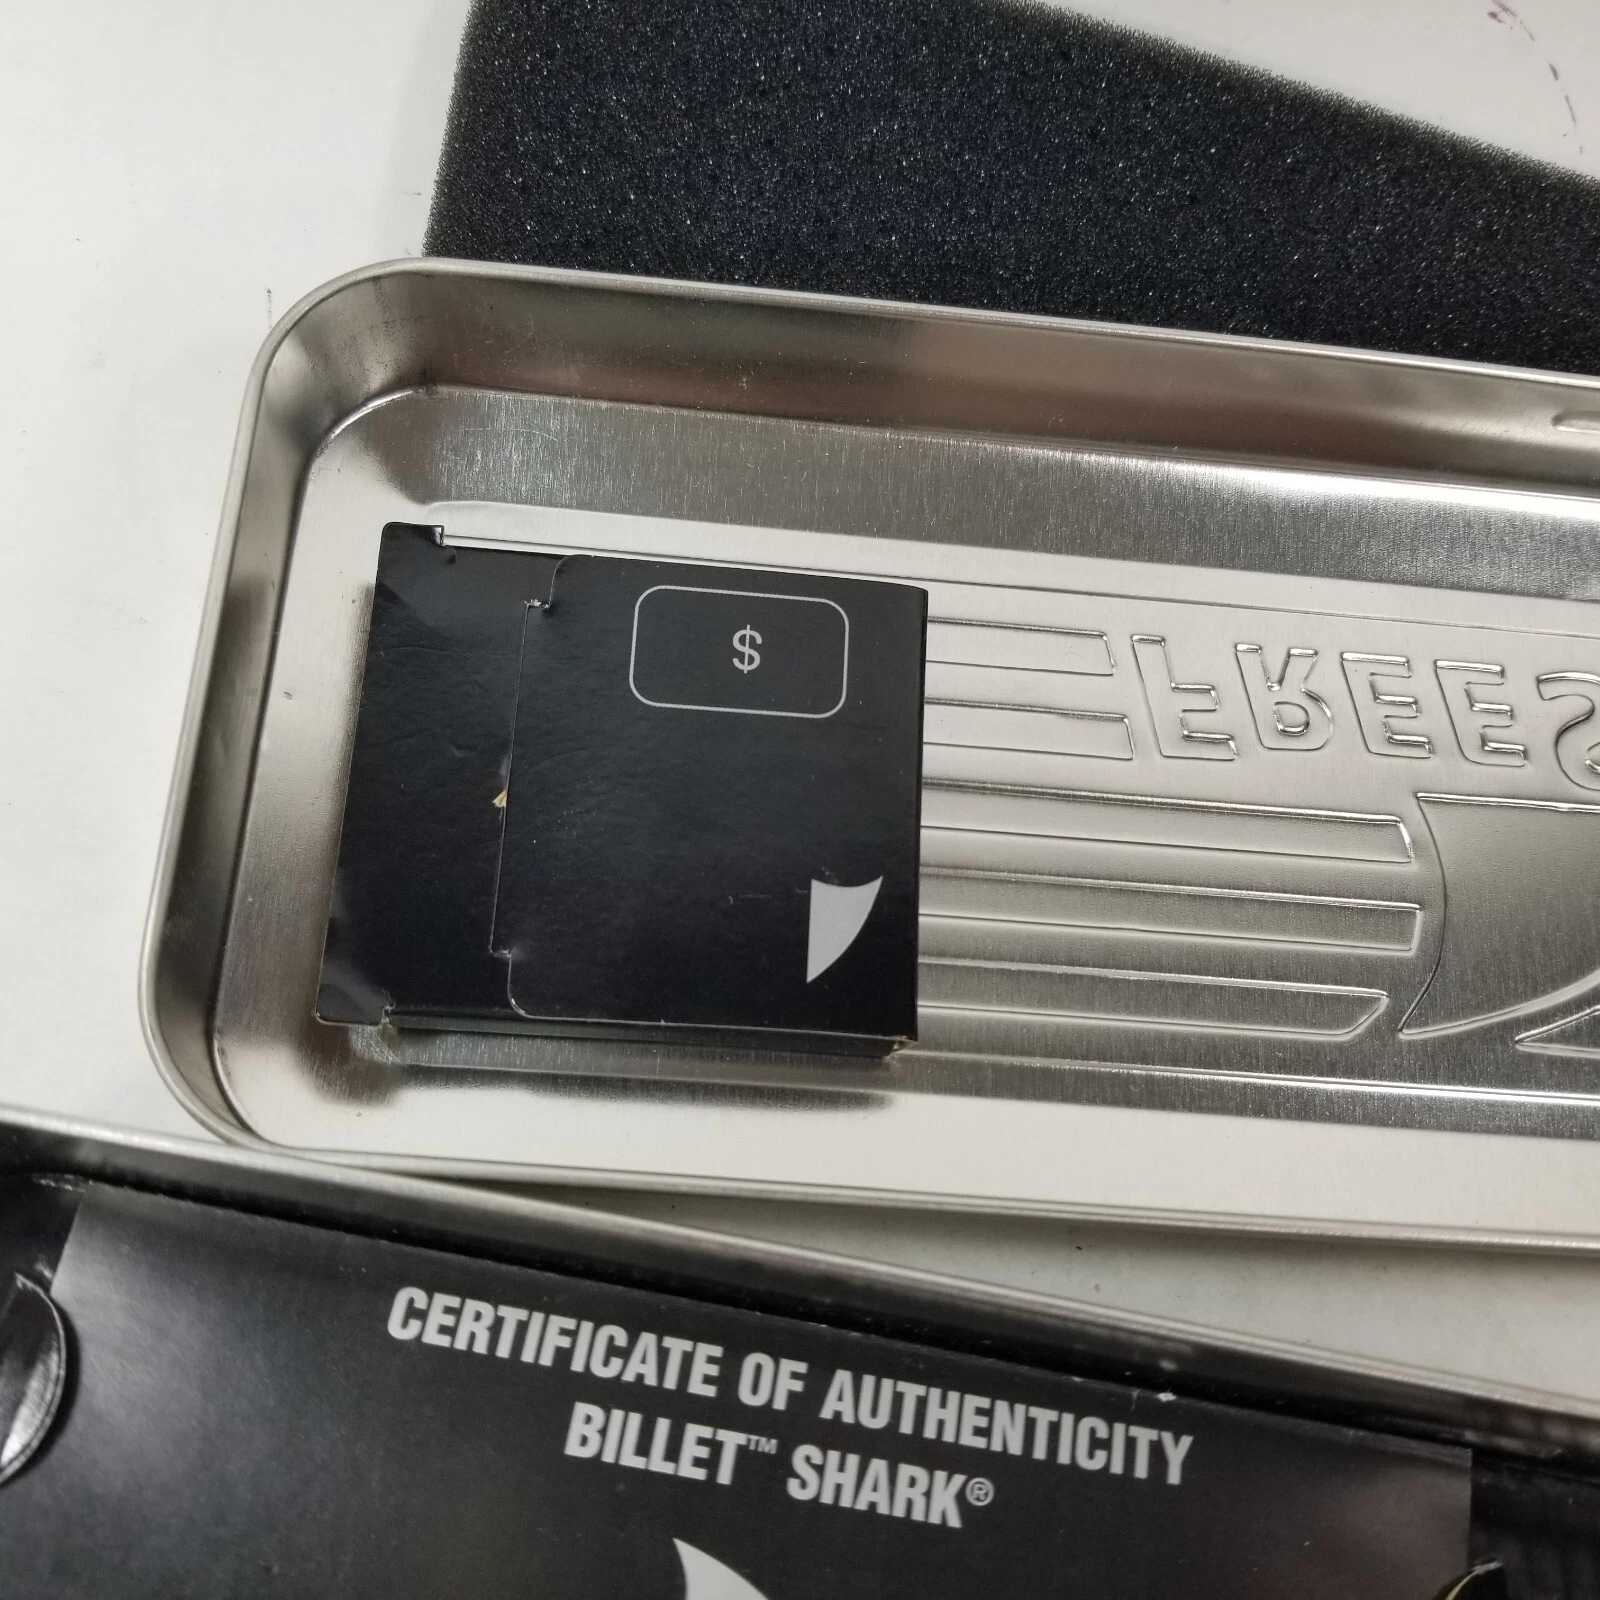 $
FREES
CERTIFICATE OF AUTHENTICITY
BILLET™ SHARK®